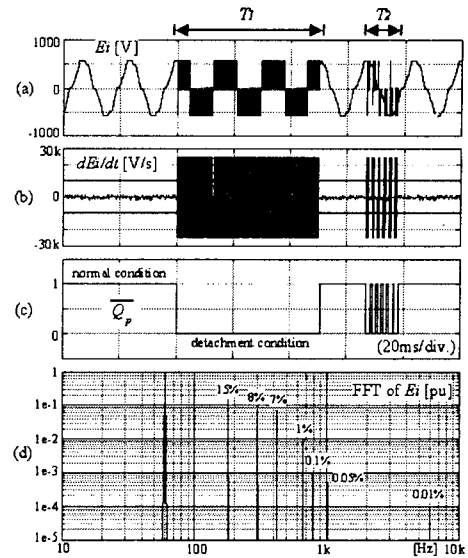 T1 T2
1000
Ei [V]
(a)
0
-1000
30k
dEi/dt [V/s]
(b)
0
-30k
normal condition
1
(c)
Qp
0
detachment condition
(20ms/div.)
1
15%
8%
7%
FFT of Ei [pu]
1e-1
1e-2
1%
(d)
0.1%
1e-3
0.05%
1e-4
0.01%
1e-5
10 100 1k [Hz] 10k